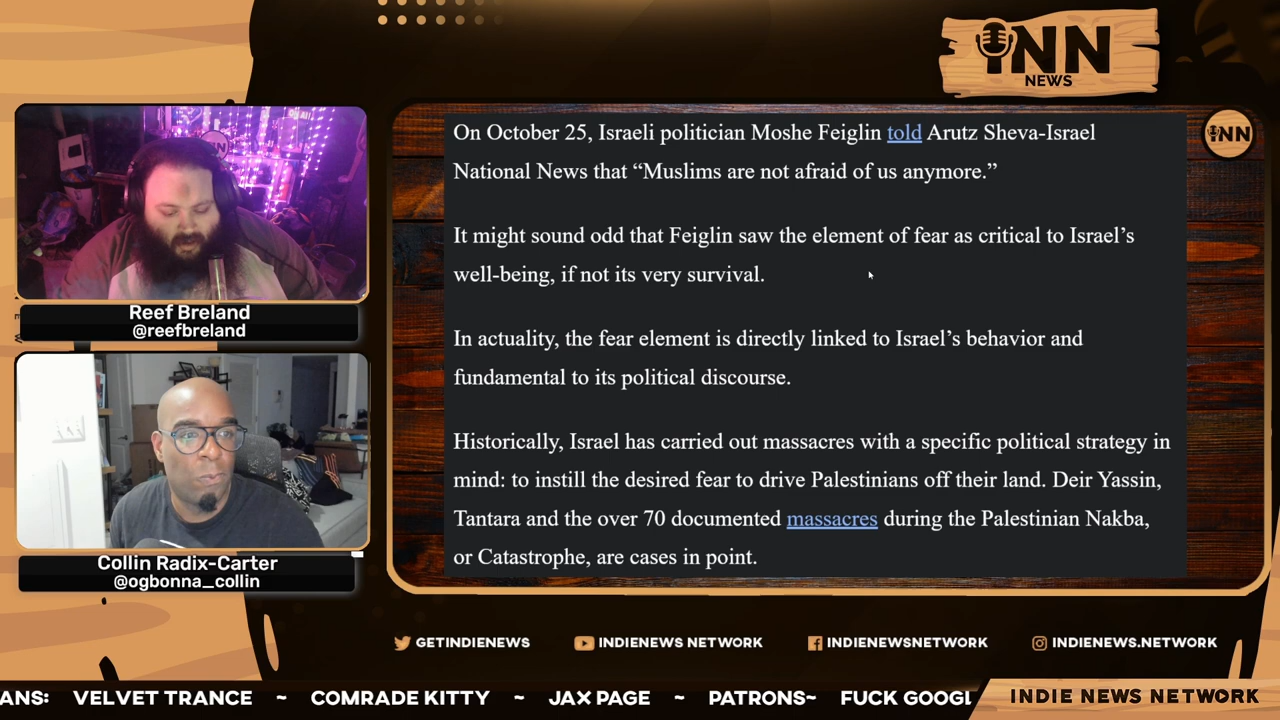 iNN
NEWS
iNN
On October 25, Israeli politician Moshe Feiglin told Arutz Sheva-Israel
National News that “Muslims are not afraid of us anymore.”
It might sound odd that Feiglin saw the element of fear as critical to Israel’s
well-being, if not its very survival.
In actuality, the fear element is directly linked to Israel’s behavior and
fundamental to its political discourse.
Historically, Israel has carried out massacres with a specific political strategy in
mind: to instill the desired fear to drive Palestinians off their land. Deir Yassin,
Tantara and the over 70 documented massacres during the Palestinian Nakba,
or Catastrophe, are cases in point.
Reef Breland
@reefbreland
Collin Radix-Carter
@ogbonna_collin
GETINDIENEWS
INDIENEWS NETWORK
INDIENEWSNETWORK
INDIENEWS.NETWORK
ANS: VELVET TRANCE ~ COMRADE KITTY ~ JAX PAGE ~ PATRONS~ FUCK GOOGL
INDIE NEWS NETWORK